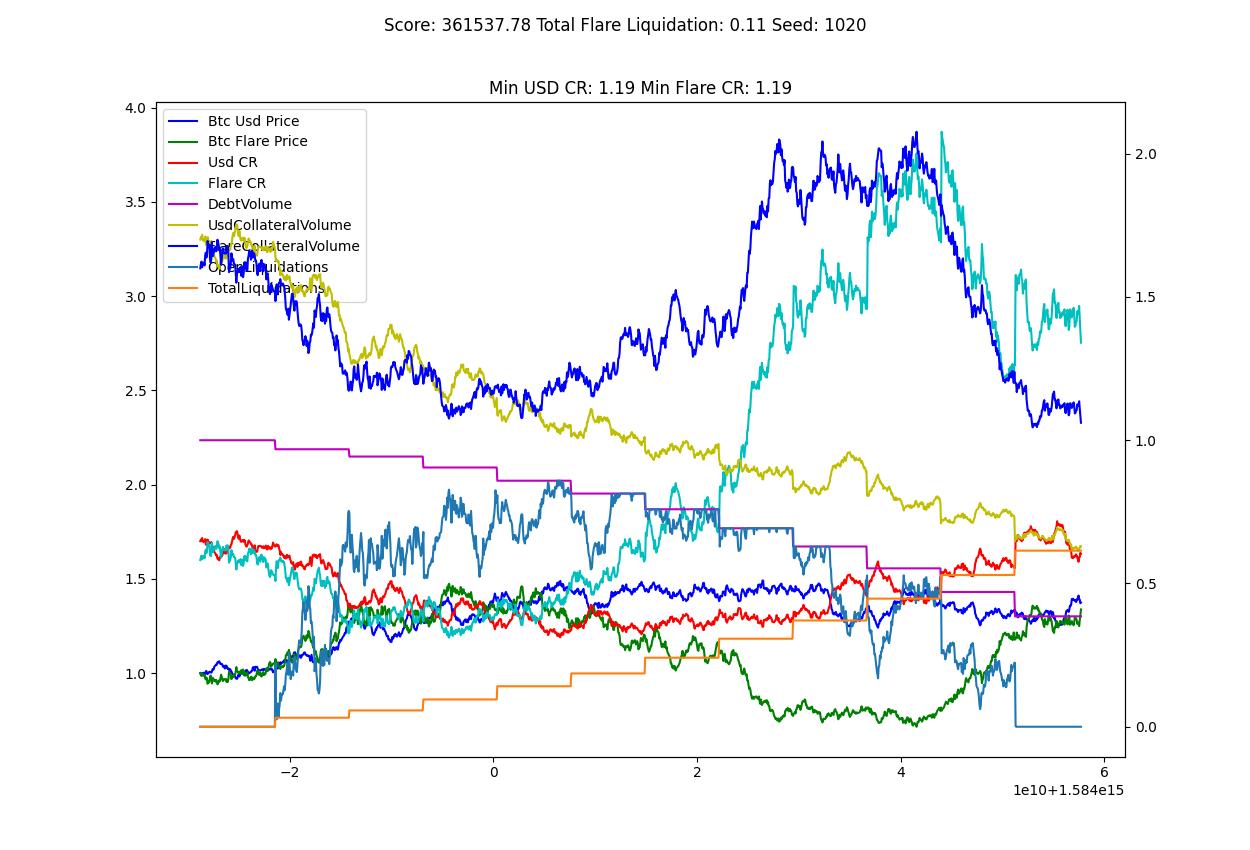 Score: 361537.78 Total Flare Liquidation: 0.11 Seed: 1020
Min USD CR: 1.19 Min Flare CR: 1.19
4.0
3.5
3.0
2.5
2.0
1.5
1.0
Btc Usd Price
Btc Flare Price
Usd CR
Flare CR
DebtVolume
UsdCollateralVolume
FlareCollateralVolume
OpenLiquidations
TotalLiquidations
2.0
1.5
1.0
0.5
0.0
−2 0 2 4 6
1e10+1.584e15